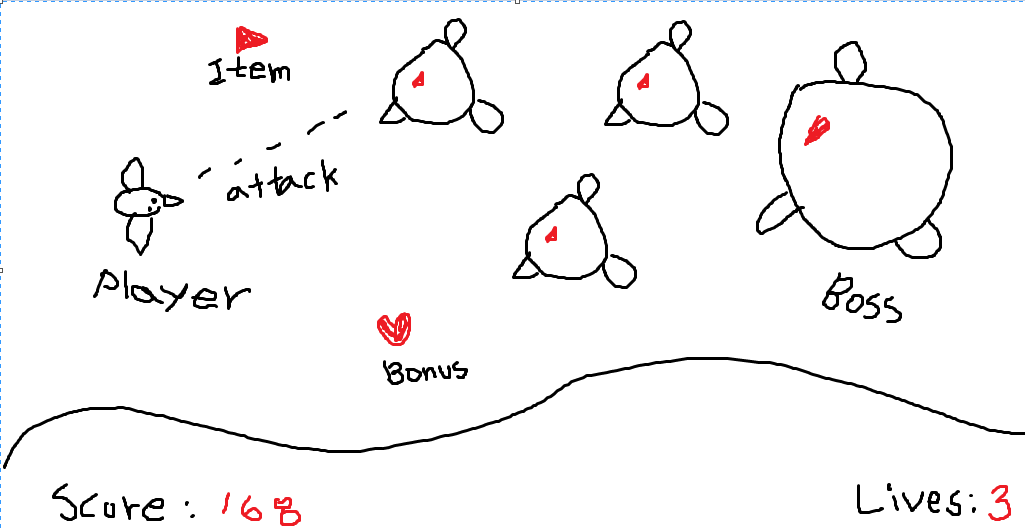 Item
attack
Player
Boss
Bonus
Score: 168
Lives: 3